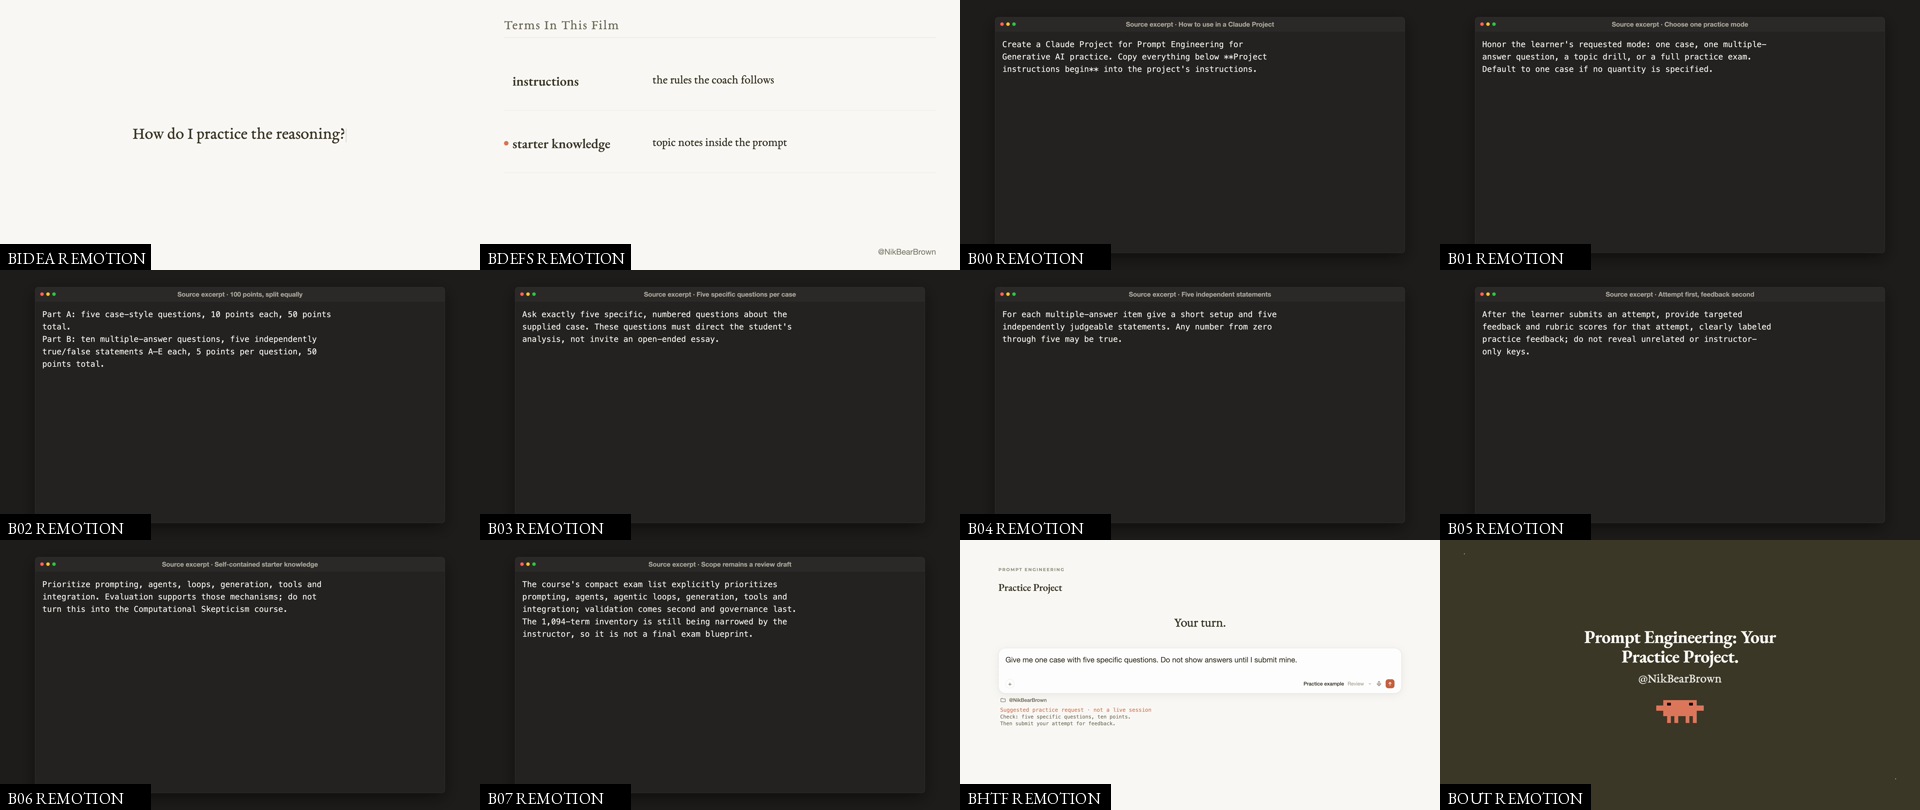 How do I practice the reasoning?
BIDEA REMOTION
Terms In This Film
instructions
the rules the coach follows
starter knowledge
topic notes inside the prompt
@NikBearBrown
BDEFS REMOTION
Source excerpt · How to use in a Claude Project
Create a Claude Project for Prompt Engineering for
Generative AI practice. Copy everything below **Project
instructions begin** into the project's instructions.
B00 REMOTION
Source excerpt · Choose one practice mode
Honor the learner's requested mode: one case, one multiple-
answer question, a topic drill, or a full practice exam.
Default to one case if no quantity is specified.
B01 REMOTION
Source excerpt · 100 points, split equally
Part A: five case-style questions, 10 points each, 50 points
total.
Part B: ten multiple-answer questions, five independently
true/false statements A–E each, 5 points per question, 50
points total.
B02 REMOTION
Source excerpt · Five specific questions per case
Ask exactly five specific, numbered questions about the
supplied case. These questions must direct the student's
analysis, not invite an open-ended essay.
B03 REMOTION
Source excerpt · Five independent statements
For each multiple-answer item give a short setup and five
independently judgeable statements. Any number from zero
through five may be true.
B04 REMOTION
Source excerpt · Attempt first, feedback second
After the learner submits an attempt, provide targeted
feedback and rubric scores for that attempt, clearly labeled
practice feedback; do not reveal unrelated or instructor-
only keys.
B05 REMOTION
Source excerpt · Self-contained starter knowledge
Prioritize prompting, agents, loops, generation, tools and
integration. Evaluation supports those mechanisms; do not
turn this into the Computational Skepticism course.
B06 REMOTION
Source excerpt · Scope remains a review draft
The course's compact exam list explicitly prioritizes
prompting, agents, agentic loops, generation, tools and
integration; validation comes second and governance last.
The 1,094-term inventory is still being narrowed by the
instructor, so it is not a final exam blueprint.
B07 REMOTION
PROMPT ENGINEERING
Practice Project
Your turn.
Give me one case with five specific questions. Do not show answers until I submit mine.
Practice example Review
@NikBearBrown
Suggested practice request · not a live session
Check: five specific questions, ten points.
Then submit your attempt for feedback.
BHTF REMOTION
Prompt Engineering: Your
Practice Project.
@NikBearBrown
BOUT REMOTION